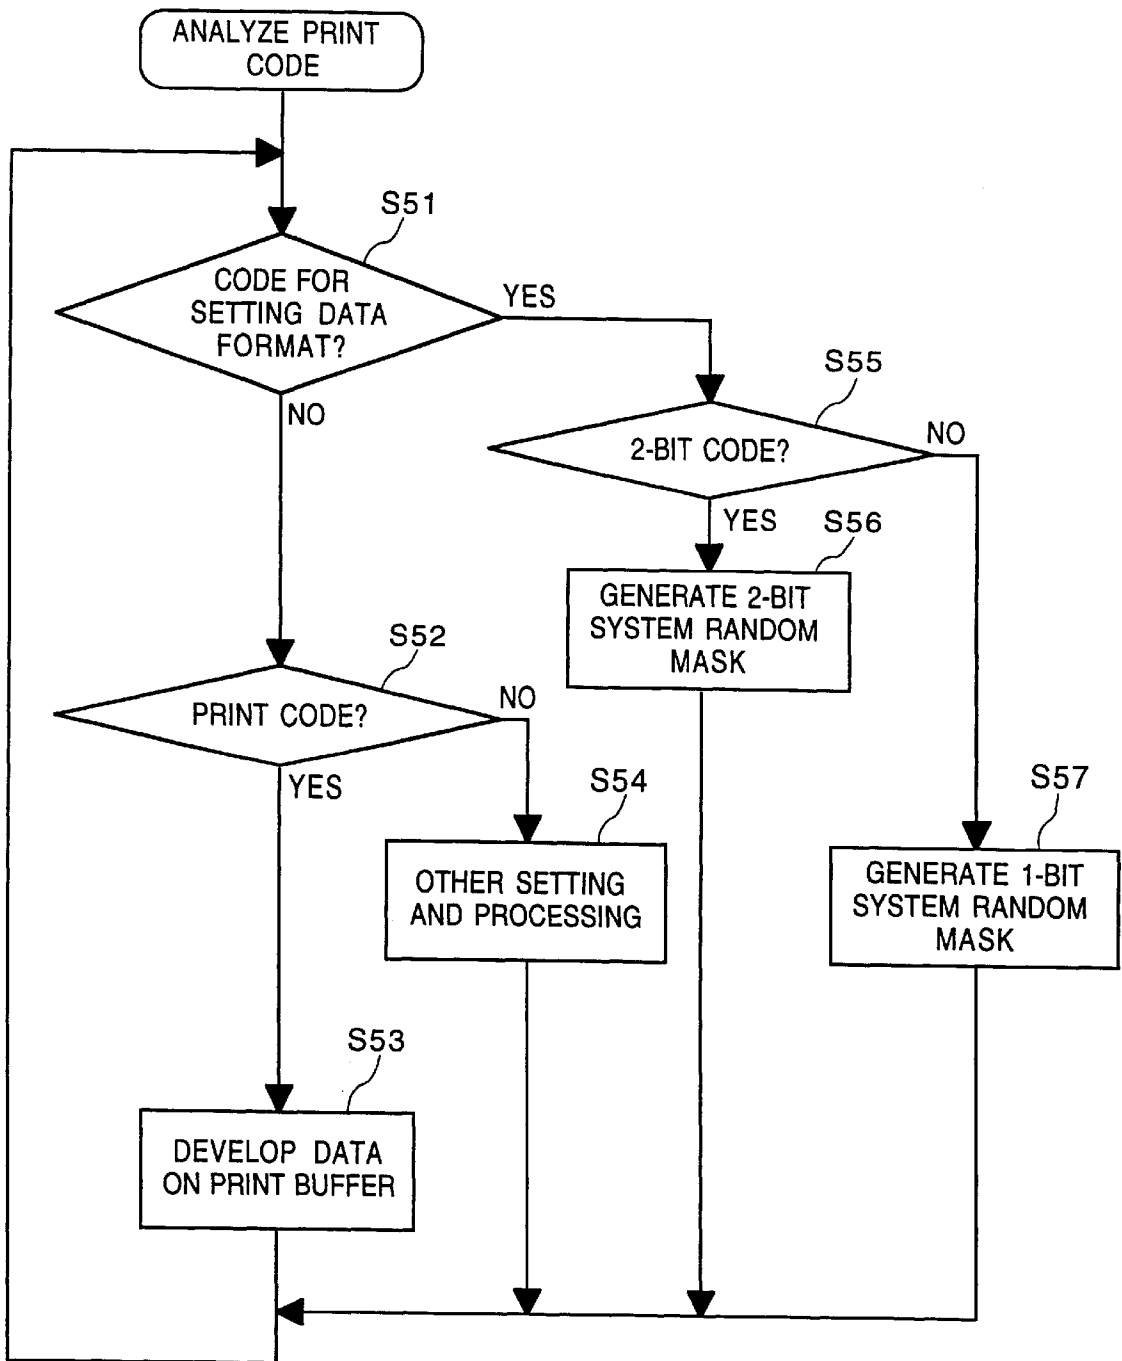 ANALYZE PRINT
CODE
S51
CODE FOR
SETTING DATA
FORMAT?
YES
NO
S55
2-BIT CODE?
NO
YES
S56
GENERATE 2-BIT
SYSTEM RANDOM
MASK
S52
PRINT CODE?
NO
YES
S54
OTHER SETTING
AND PROCESSING
S57
GENERATE 1-BIT
SYSTEM RANDOM
MASK
S53
DEVELOP DATA
ON PRINT BUFFER